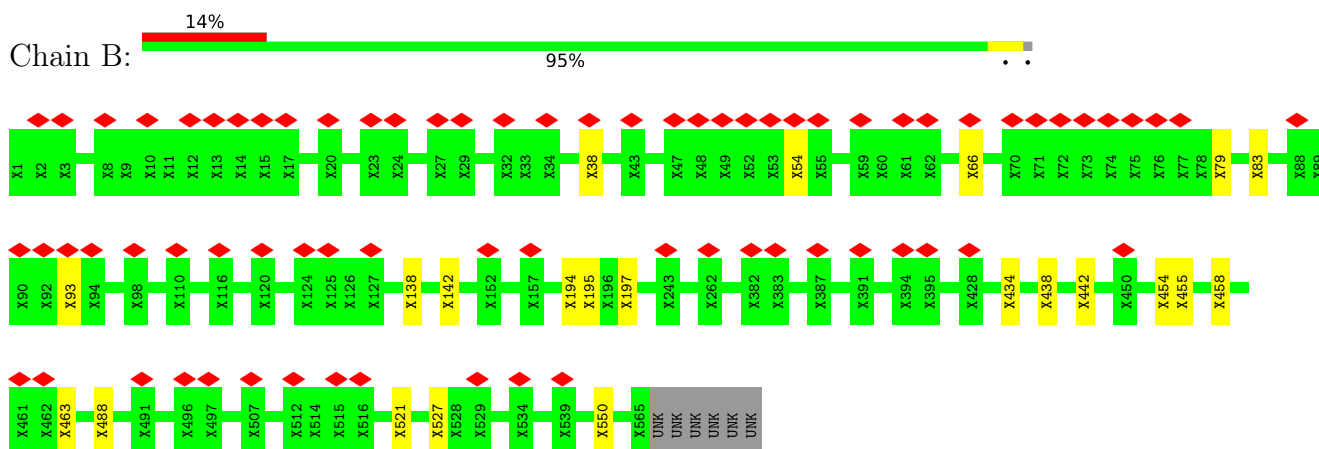 14%
Chain B:
95%
X1 X2 X3 X8 X9 X10 X11 X12 X13 X14 X15 X17 X20 X23 X24 X27 X29 X32 X33 X34 X38 X43 X47 X48 X49 X52 X53 X54 X55 X59 X60 X61 X62 X66 X70 X71 X72 X73 X74 X75 X76 X77 X78 X79 X83 X88 X89
X90 X92 X93 X94 X98 X110 X116 X120 X124 X125 X126 X127 X138 X142 X152 X157 X194 X195 X196 X197 X243 X262 X382 X383 X387 X391 X394 X395 X428 X434 X438 X442 X450 X454 X455 X458
X461 X462 X463 X488 X491 X496 X497 X507 X512 X514 X515 X516 X521 X527 X528 X529 X534 X539 X550 X565 UNK UNK UNK UNK UNK UNK